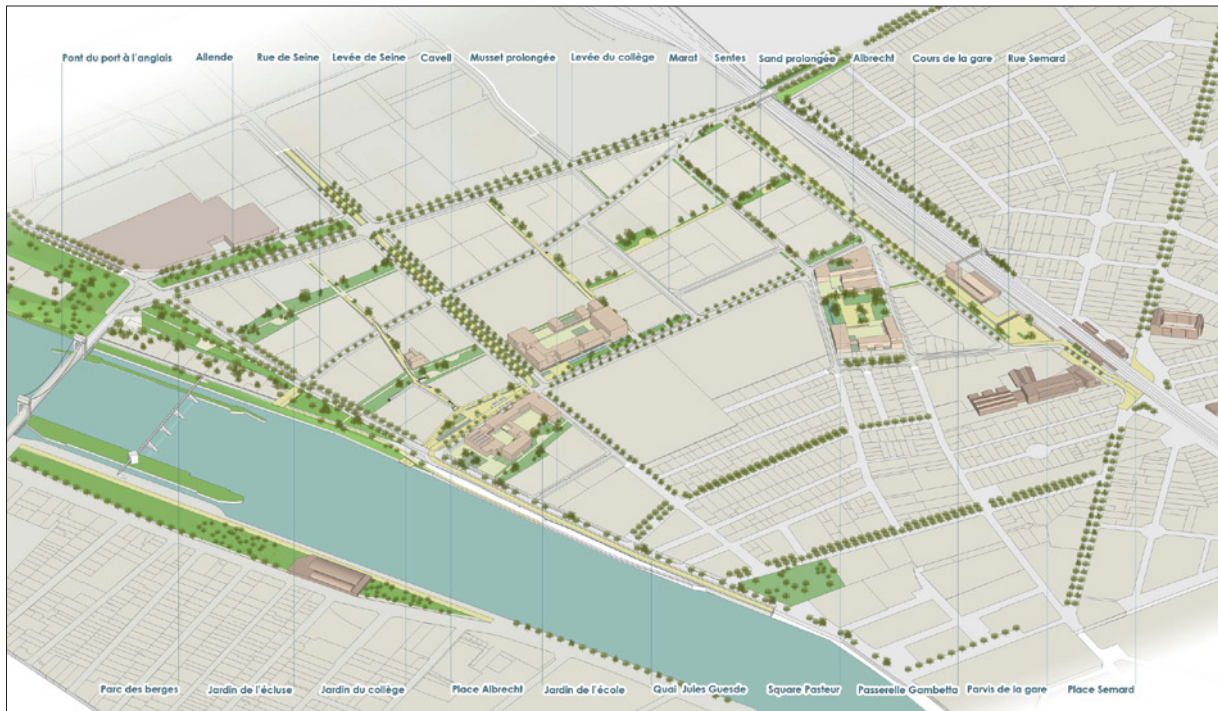 Pont du port à l'anglais
Allende
Rue de Seine
Levée de Seine
Cavell
Musset prolongée
Levée du collège
Marat
Sentes
Sand prolongée
Albrecht
Cours de la gare
Rue Semard
Parc des berges
Jardin de l'écluse
Jardin du collège
Place Albrecht
Jardin de l'école
Quai Jules Guesde
Square Pasteur
Passerelle Gambetta
Parvis de la gare
Place Semard